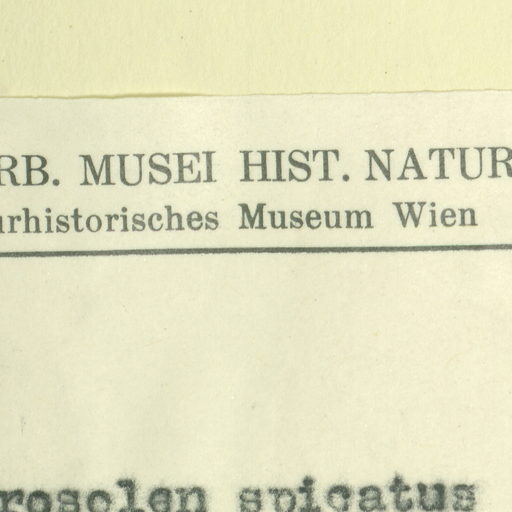 RB. MUSEI HIST. NATUR
urhistorisches Museum Wien
rosolen spicatus